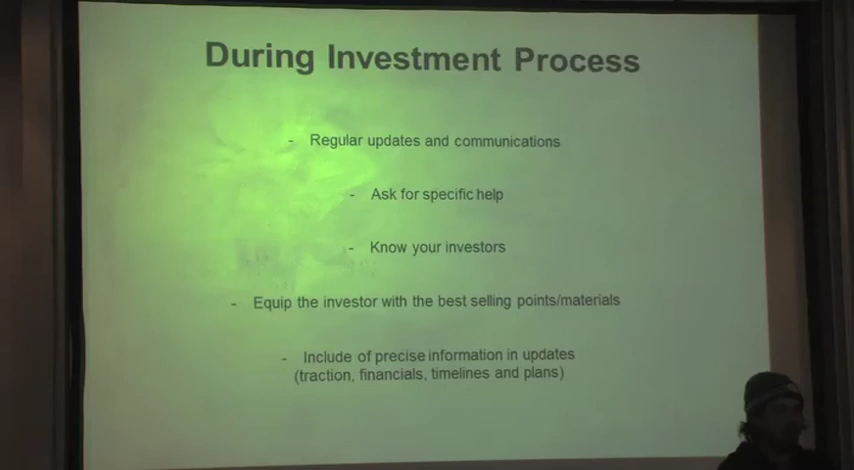 During Investment Process
- Regular updates and communications
- Ask for specific help
- Know your investors
- Equip the investor with the best selling points/materials
- Include of precise information in updates
(traction, financials, timelines and plans)